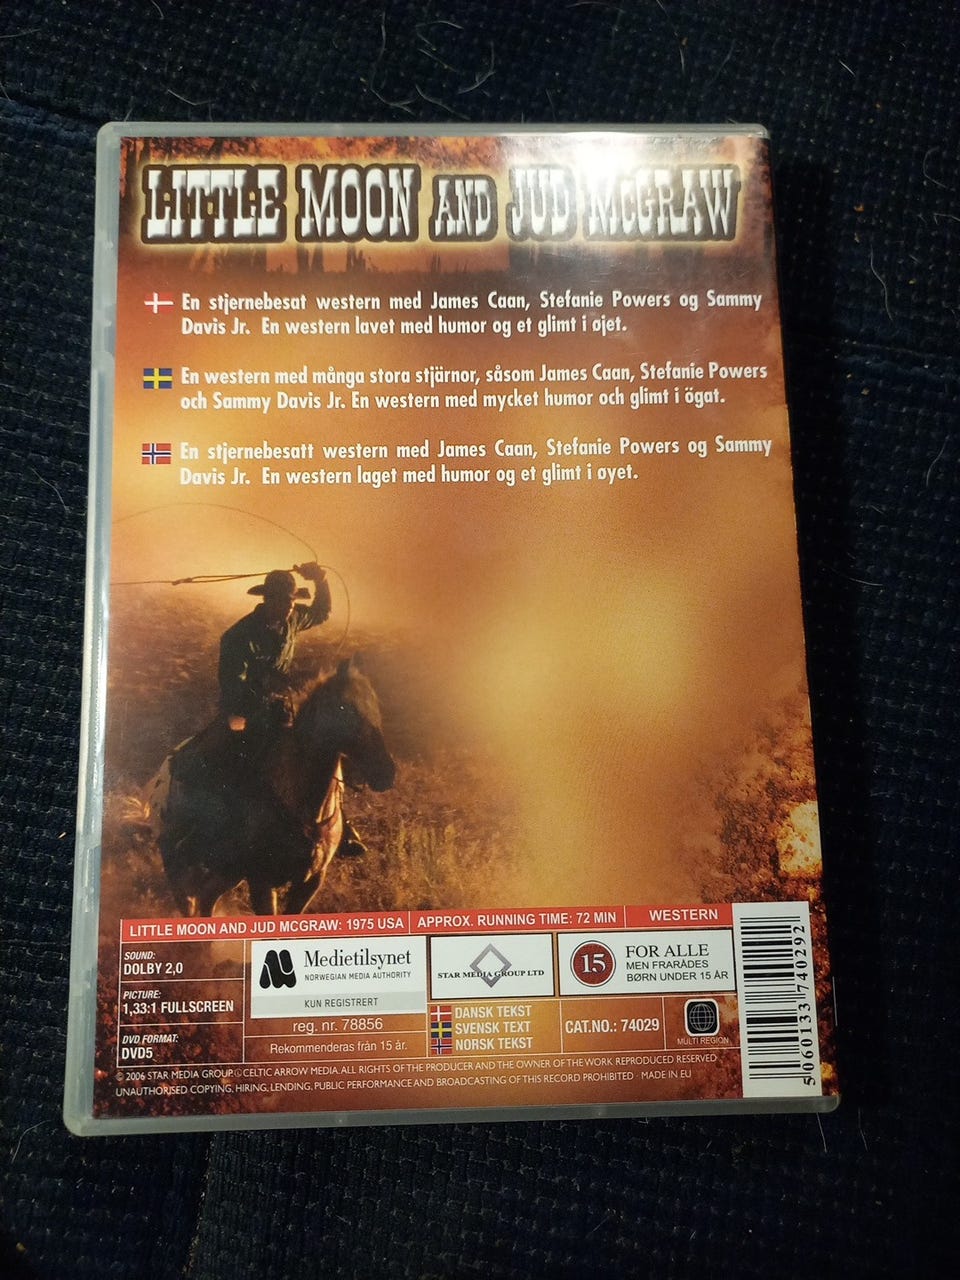 LITTLE MOON AND JUD McGRAW
En stjernebesat western med James Caan, Stefanie Powers og Sammy
Davis Jr. En western lavet med humor og et glimt i øjet.
En western med många stora stjärnor, såsom James Caan, Stefanie Powers
och Sammy Davis Jr. En western med mycket humor och glimt i ögat.
En stjernebesatt western med James Caan, Stefanie Powers og Sammy
Davis Jr. En western laget med humor og et glimt i øyet.
LITTLE MOON AND JUD MCGRAW: 1975 USA
APPROX. RUNNING TIME: 72 MIN
WESTERN
SOUND:
DOLBY 2,0
PICTURE:
1,33:1 FULLSCREEN
DVD FORMAT:
DVD5
Medietilsynet
NORWEGIAN MEDIA AUTHORITY
KUN REGISTRERT
reg. nr. 78856
Rekommenderas från 15 år.
STAR MEDIA GROUP LTD
DANSK TEKST
SVENSK TEXT
NORSK TEKST
15
FOR ALLE
MEN FRARÅDES
BØRN UNDER 15 ÅR
CAT.NO.: 74029
MULTI REGION
© 2006 STAR MEDIA GROUP.©CELTIC ARROW MEDIA. ALL RIGHTS OF THE PRODUCER AND THE OWNER OF THE WORK REPRODUCED RESERVED
UNAUTHORISED COPYING, HIRING, LENDING, PUBLIC PERFORMANCE AND BROADCASTING OF THIS RECORD PROHIBITED · MADE IN EU
5060133740292